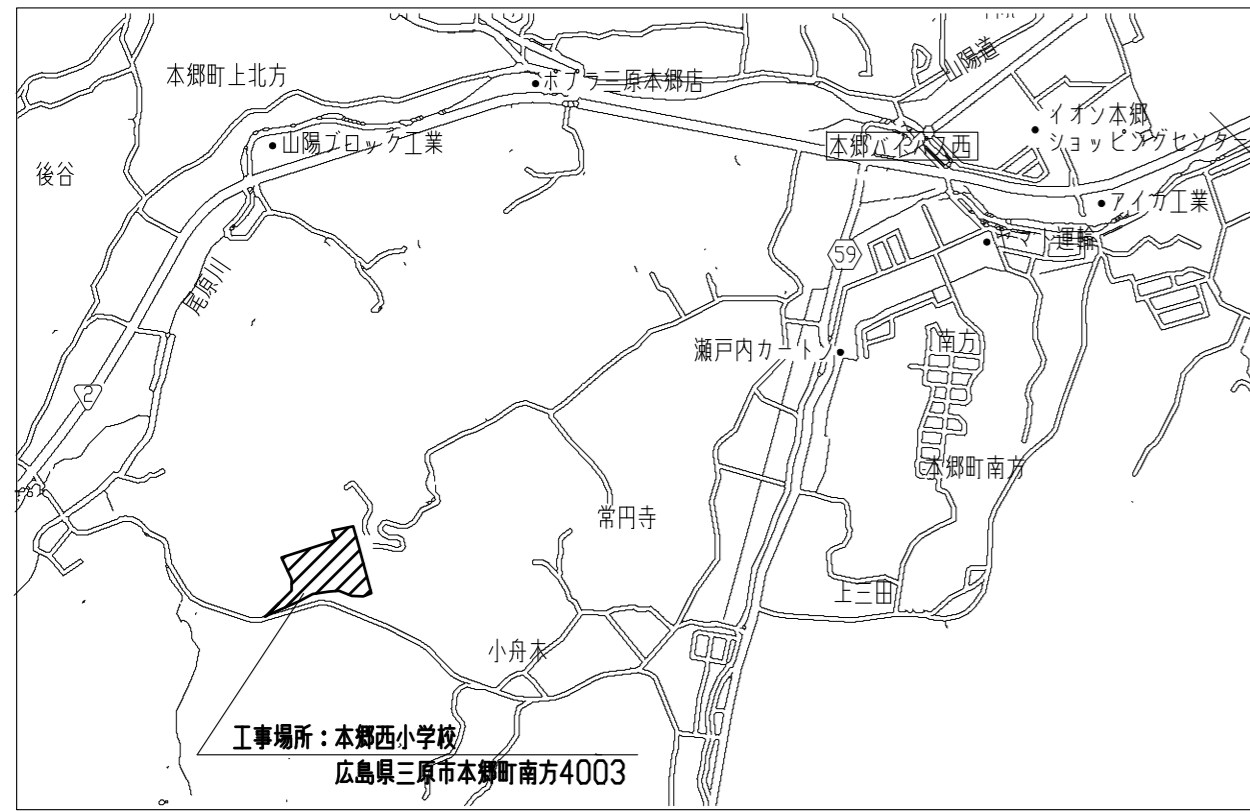 山陽道
本郷町上北方
ポプラ三原本郷店
イオン本郷
ショッピングセンター
山陽ブロック工業
本郷バイパス西
後谷
アイカ工業
ヤマト運輸
59
尾原川
南方
瀬戸内カートン
2
本郷町南方
常円寺
上三田
小舟木
工事場所：本郷西小学校
広島県三原市本郷町南方4003